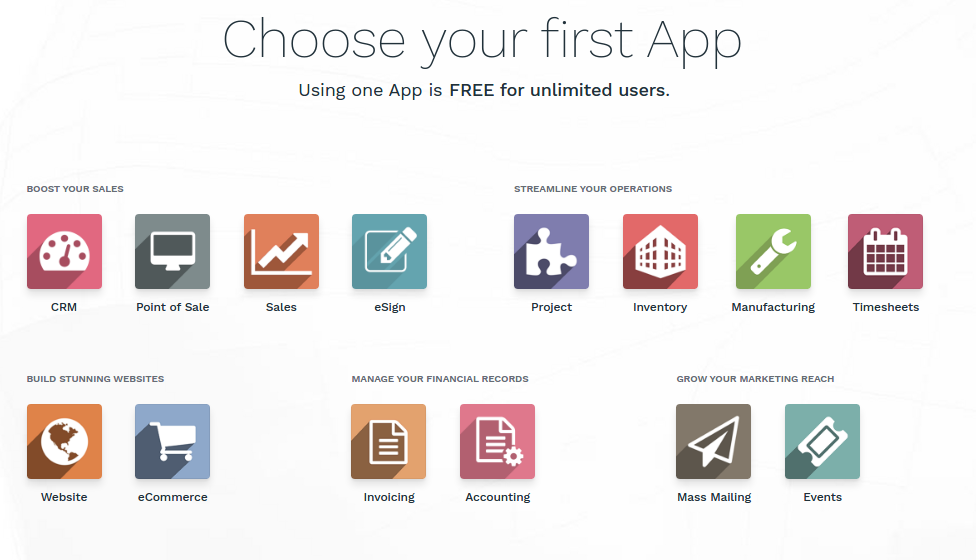 Choose your first App
Using one App is FREE for unlimited users.
BOOST YOUR SALES
CRM
Point of Sale
Sales
eSign
STREAMLINE YOUR OPERATIONS
Project
Inventory
Manufacturing
Timesheets
BUILD STUNNING WEBSITES
Website
eCommerce
MANAGE YOUR FINANCIAL RECORDS
Invoicing
Accounting
GROW YOUR MARKETING REACH
Mass Mailing
Events